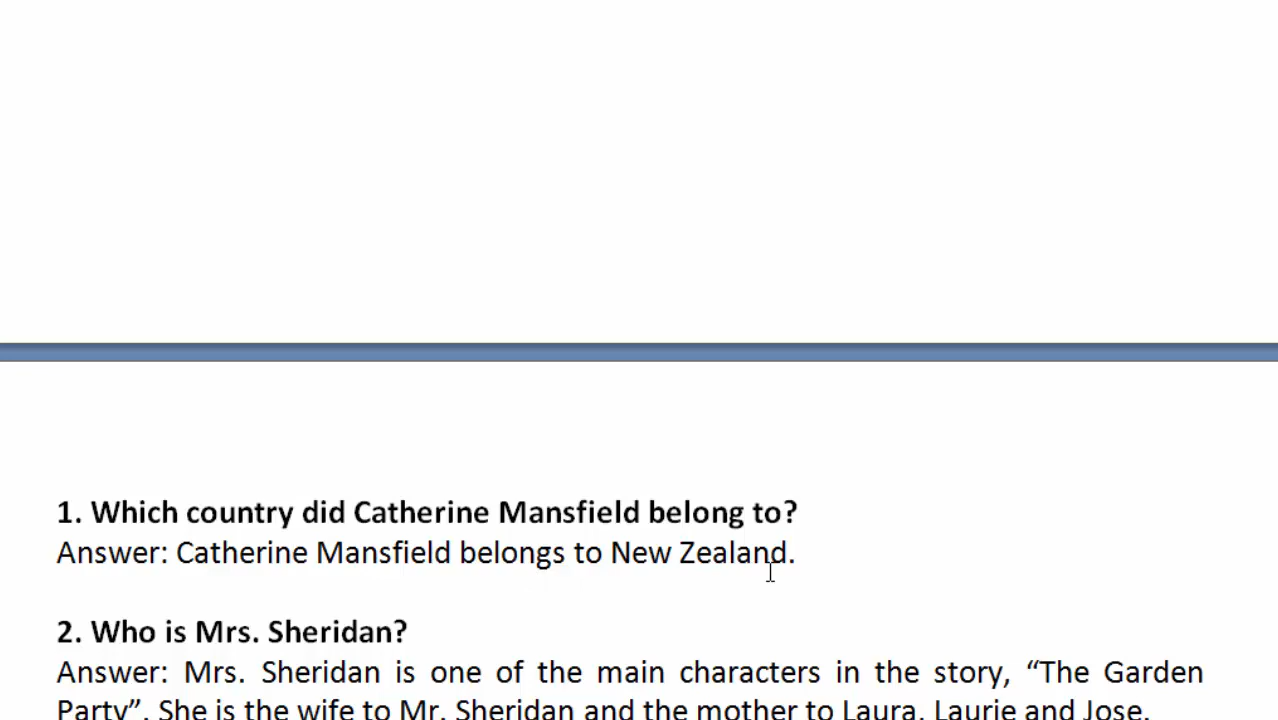 1. Which country did Catherine Mansfield belong to?
Answer: Catherine Mansfield belongs to New Zealand.
2. Who is Mrs. Sheridan?
Answer: Mrs. Sheridan is one of the main characters in the story, “The Garden
Party”. She is the wife to Mr. Sheridan and the mother to Laura, Laurie and Jose.